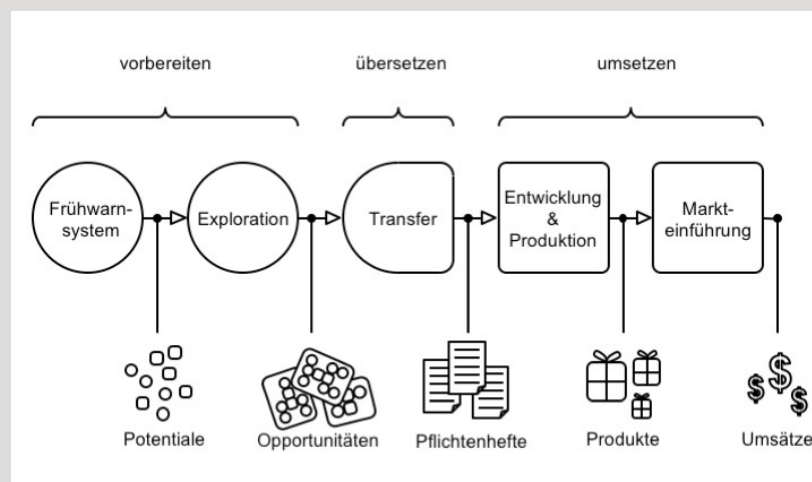 vorbereiten
übersetzen
umsetzen
Frühwarn-
system
Exploration
Transfer
Entwicklung
&
Produktion
Markt-
einführung
Potentiale
Opportunitäten
Pflichtenhefte
Produkte
Umsätze